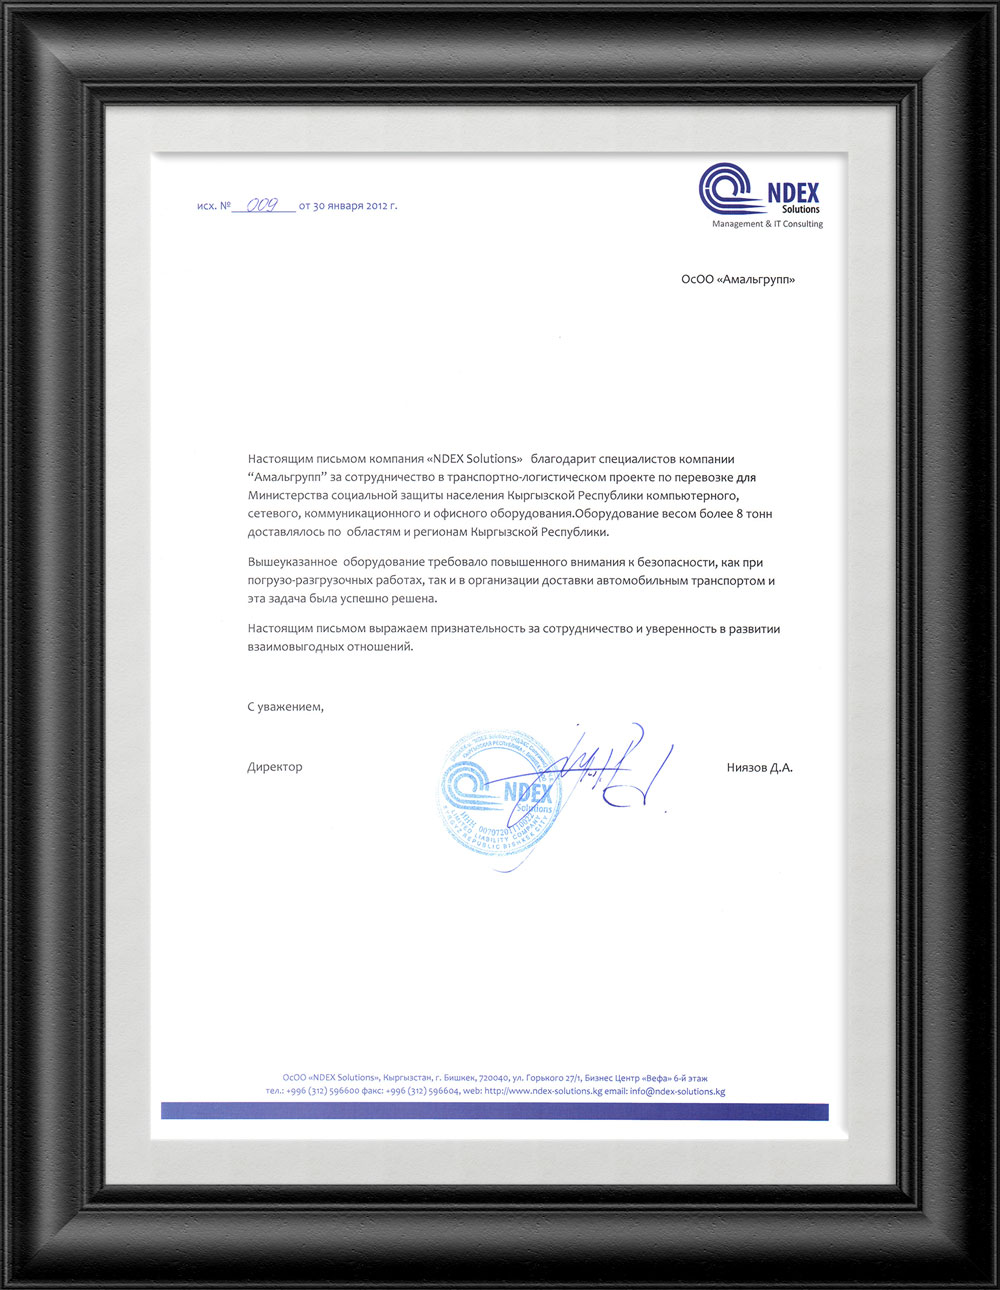 исх. № 009 от 30 января 2012 г.
NDEX
Solutions
Management & IT Consulting
ОсОО «Амальгрупп»
Настоящим письмом компания «NDEX Solutions» благодарит специалистов компании
“Амальгрупп” за сотрудничество в транспортно-логистическом проекте по перевозке для
Министерства социальной защиты населения Кыргызской Республики компьютерного,
сетевого, коммуникационного и офисного оборудования.Оборудование весом более 8 тонн
доставлялось по областям и регионам Кыргызской Республики.
Вышеуказанное оборудование требовало повышенного внимания к безопасности, как при
погрузо-разгрузочных работах, так и в организации доставки автомобильным транспортом и
эта задача была успешно решена.
Настоящим письмом выражаем признательность за сотрудничество и уверенность в развитии
взаимовыгодных отношений.
С уважением,
Директор
NDEX
Solutions
LIMITED LIABILITY COMPANY
KYRGYZ REPUBLIC BISHKEK CITY
Ниязов Д.А.
ОсОО «NDEX Solutions», Кыргызстан, г. Бишкек, 720040, ул. Горького 27/1, Бизнес Центр «Вефа» 6-й этаж
тел.: +996 (312) 596600 факс: +996 (312) 596604, web: http://www.ndex-solutions.kg email: info@ndex-solutions.kg